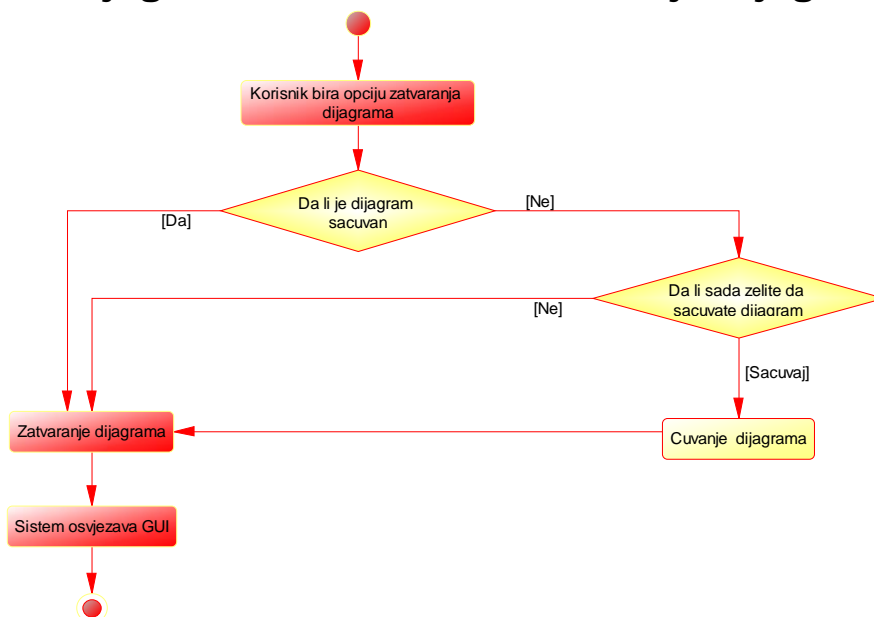 Korisnik bira opciju zatvaranja
dijagrama
Da li je dijagram
sacuvan
[Da]
[Ne]
Da li sada zelite da
sacuvate dijagram
[Ne]
[Sacuvaj]
Zatvaranje dijagrama
Cuvanje dijagrama
Sistem osvjezava GUI